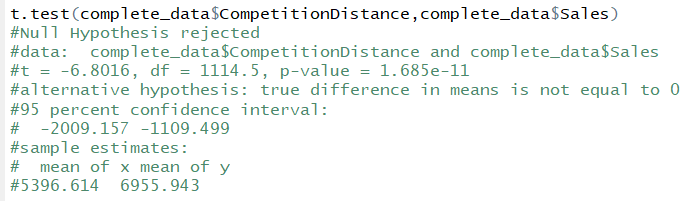 t.test(complete_data$CompetitionDistance,complete_data$Sales)
#Null Hypothesis rejected
#data:  complete_data$CompetitionDistance and complete_data$Sales
#t = -6.8016, df = 1114.5, p-value = 1.685e-11
#alternative hypothesis: true difference in means is not equal to 0
#95 percent confidence interval:
#  -2009.157 -1109.499
#sample estimates:
#  mean of x mean of y
#5396.614  6955.943